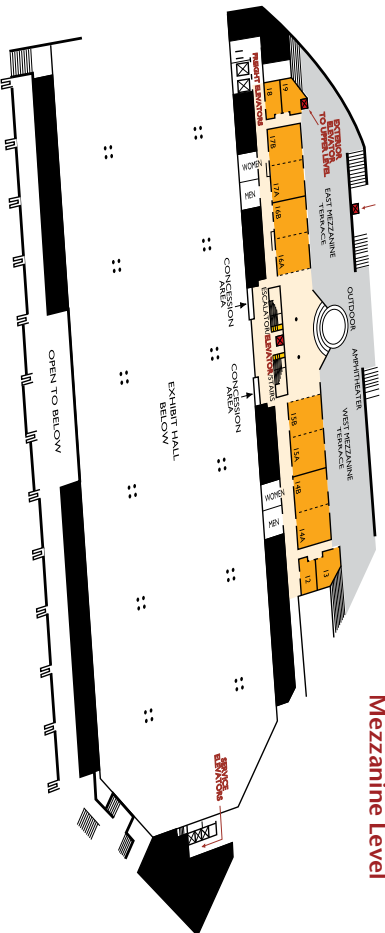 Mezzanine Level
EXTERIOR
ELEVATOR
TO UPPER LEVEL
FREIGHT ELEVATORS
19
18
17B
17A
16B
16A
WOMEN
MEN
EAST MEZZANINE
TERRACE
OUTDOOR
AMPHITHEATER
WEST MEZZANINE
TERRACE
ESCALATOR/ELEVATOR/STAIRS
CONCESSION
AREA
CONCESSION
AREA
15B
15A
14B
14A
WOMEN
MEN
13
12
EXHIBIT HALL
BELOW
OPEN TO BELOW
SERVICE
ELEVATORS